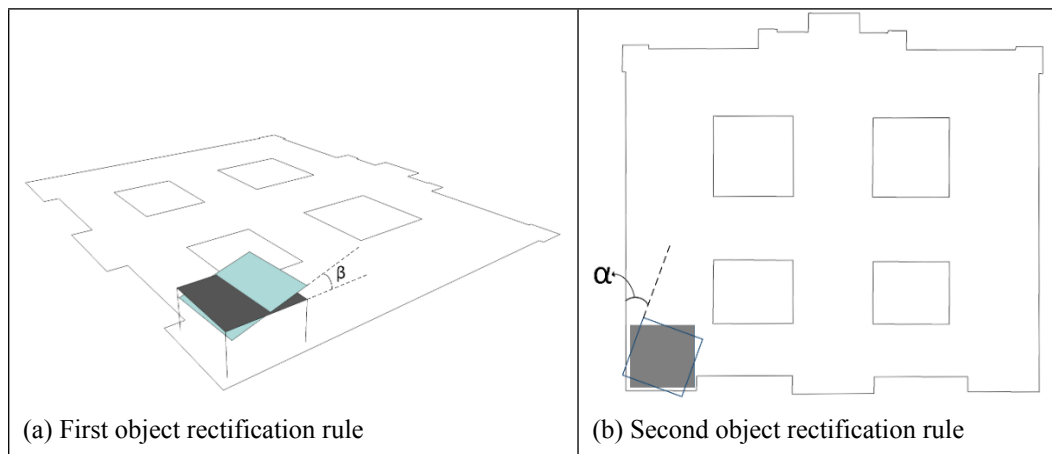 β
(a) First object rectification rule
α
(b) Second object rectification rule